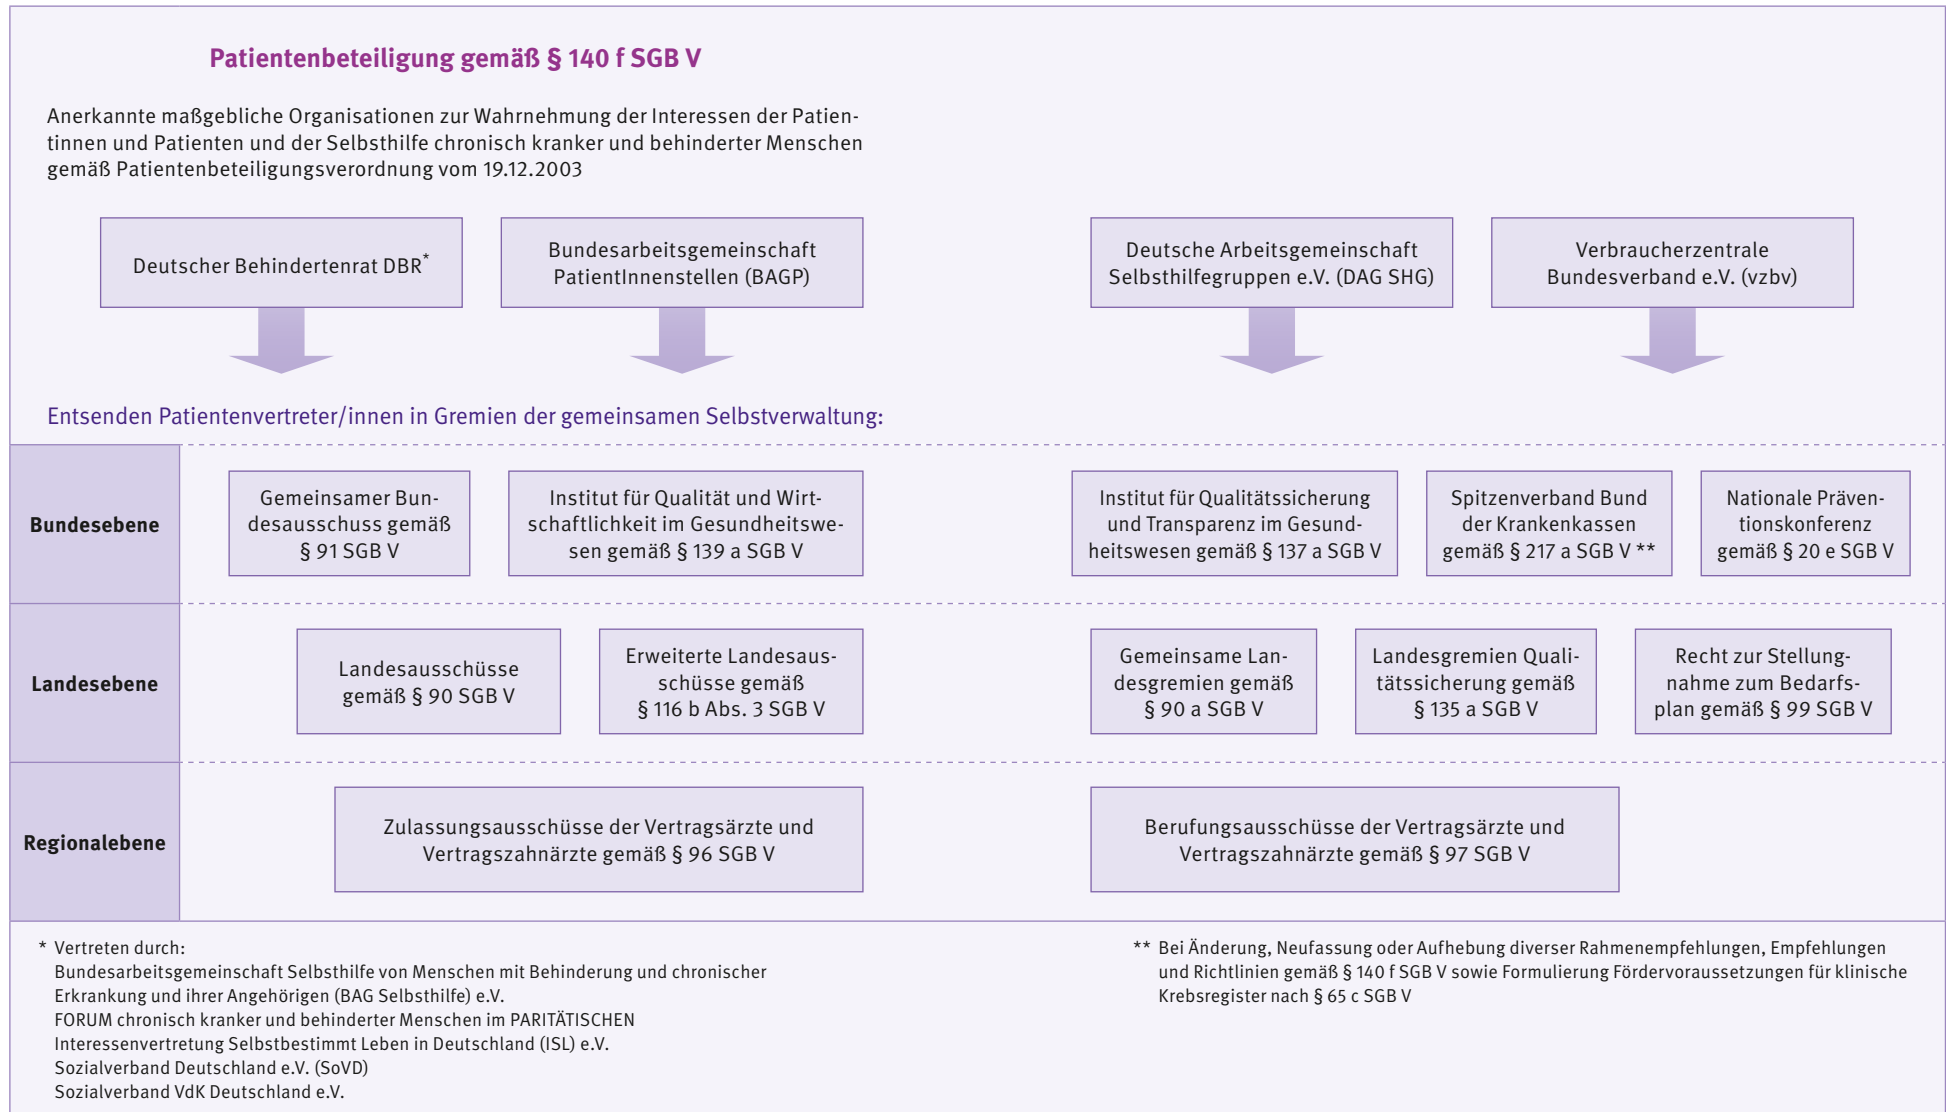 Patientenbeteiligung gemäß § 140 f SGB V
Anerkannte maßgebliche Organisationen zur Wahrnehmung der Interessen der Patien-
tinnen und Patienten und der Selbsthilfe chronisch kranker und behinderter Menschen
gemäß Patientenbeteiligungsverordnung vom 19.12.2003
Deutscher Behindertenrat DBR*
Bundesarbeitsgemeinschaft
PatientInnenstellen (BAGP)
Deutsche Arbeitsgemeinschaft
Selbsthilfegruppen e.V. (DAG SHG)
Verbraucherzentrale
Bundesverband e.V. (vzbv)
Entsenden Patientenvertreter/innen in Gremien der gemeinsamen Selbstverwaltung:
Bundesebene
Gemeinsamer Bun-
desausschuss gemäß
§ 91 SGB V
Institut für Qualität und Wirt-
schaftlichkeit im Gesundheitswe-
sen gemäß § 139 a SGB V
Institut für Qualitätssicherung
und Transparenz im Gesund-
heitswesen gemäß § 137 a SGB V
Spitzenverband Bund
der Krankenkassen
gemäß § 217 a SGB V **
Nationale Präven-
tionskonferenz
gemäß § 20 e SGB V
Landesebene
Landesausschüsse
gemäß § 90 SGB V
Erweiterte Landesaus-
schüsse gemäß
§ 116 b Abs. 3 SGB V
Gemeinsame Lan-
desgremien gemäß
§ 90 a SGB V
Landesgremien Quali-
tätssicherung gemäß
§ 135 a SGB V
Recht zur Stellung-
nahme zum Bedarfs-
plan gemäß § 99 SGB V
Regionalebene
Zulassungsausschüsse der Vertragsärzte und
Vertragszahnärzte gemäß § 96 SGB V
Berufungsausschüsse der Vertragsärzte und
Vertragszahnärzte gemäß § 97 SGB V
* Vertreten durch:
Bundesarbeitsgemeinschaft Selbsthilfe von Menschen mit Behinderung und chronischer
Erkrankung und ihrer Angehörigen (BAG Selbsthilfe) e.V.
FORUM chronisch kranker und behinderter Menschen im PARITÄTISCHEN
Interessenvertretung Selbstbestimmt Leben in Deutschland (ISL) e.V.
Sozialverband Deutschland e.V. (SoVD)
Sozialverband VdK Deutschland e.V.
** Bei Änderung, Neufassung oder Aufhebung diverser Rahmenempfehlungen, Empfehlungen
und Richtlinien gemäß § 140 f SGB V sowie Formulierung Fördervoraussetzungen für klinische
Krebsregister nach § 65 c SGB V